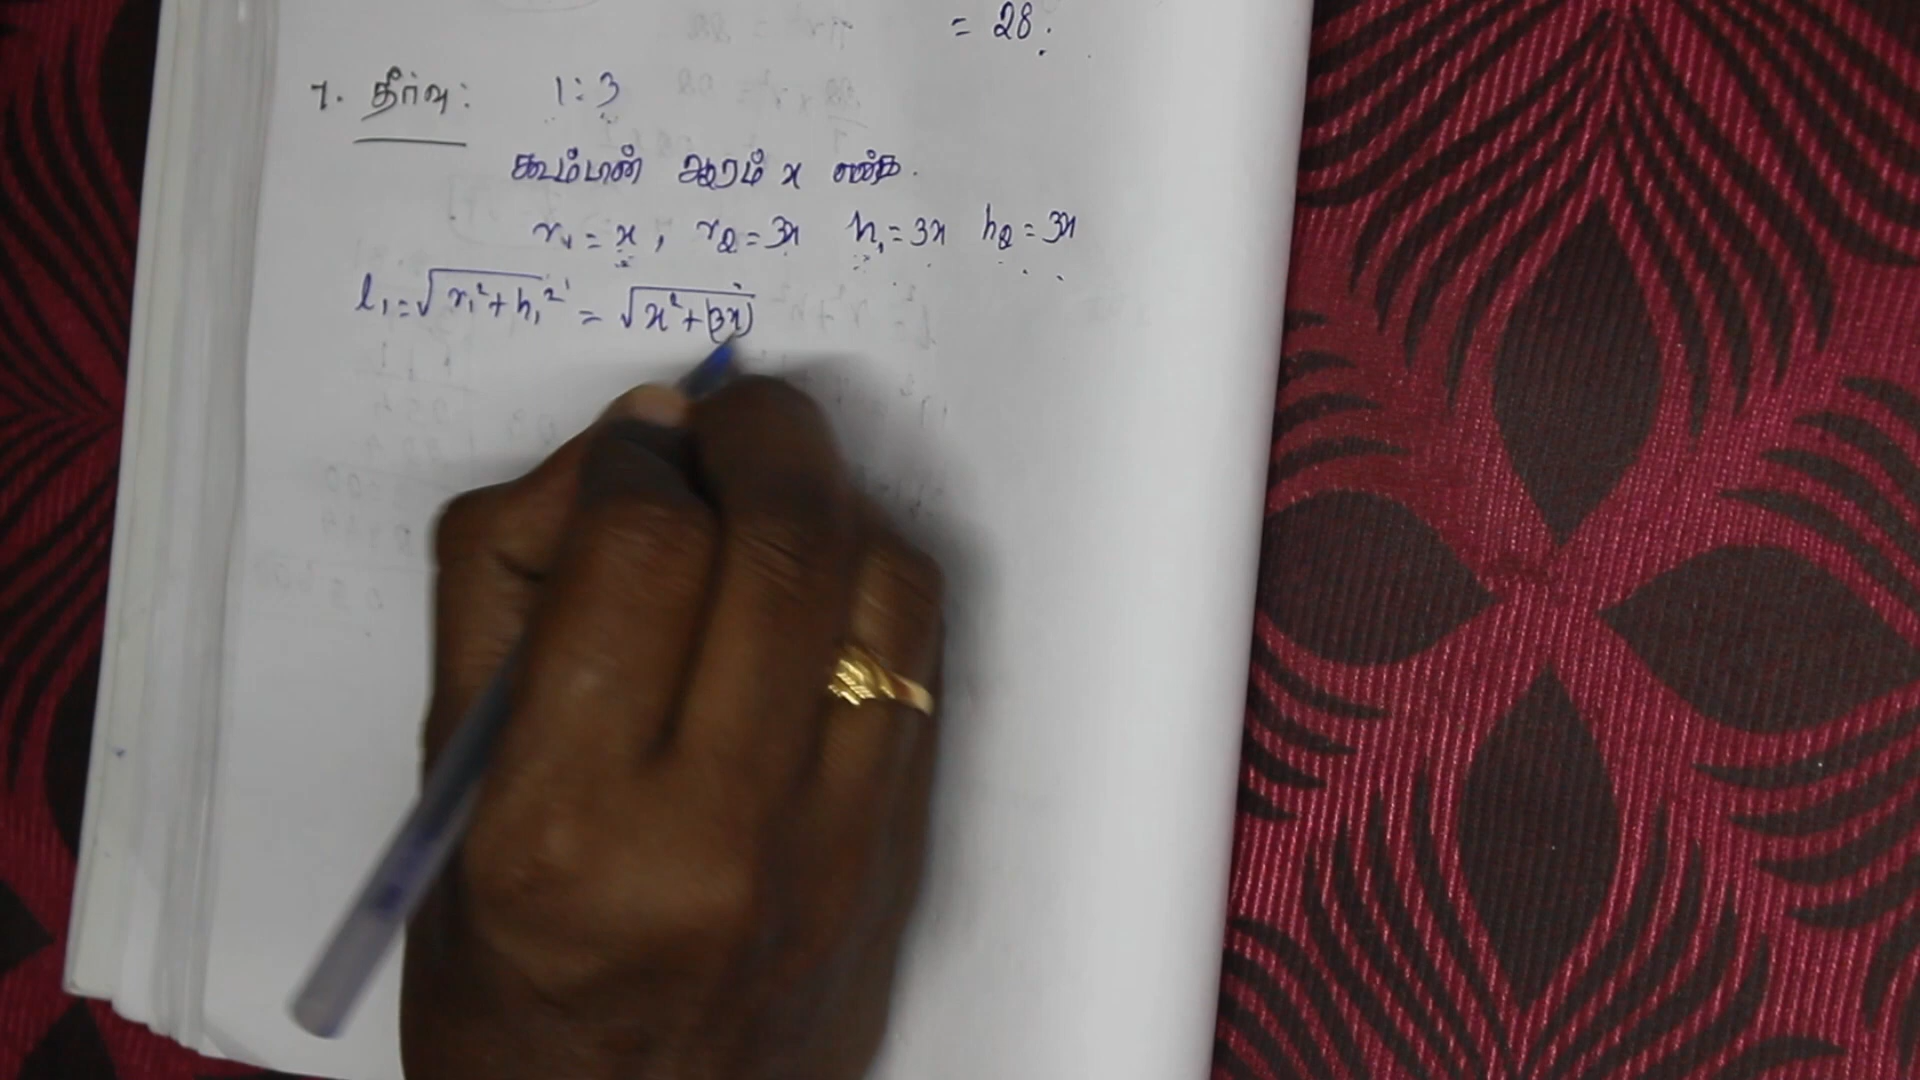 = 28.
7. தீர்வு: 1:3
கூம்பின் ஆரம் x என்க.
r₁ = x, r₂ = 3x h₁ = 3x h₂ = 3x
l₁ = √r₁² + h₁² = √x² + (3x)